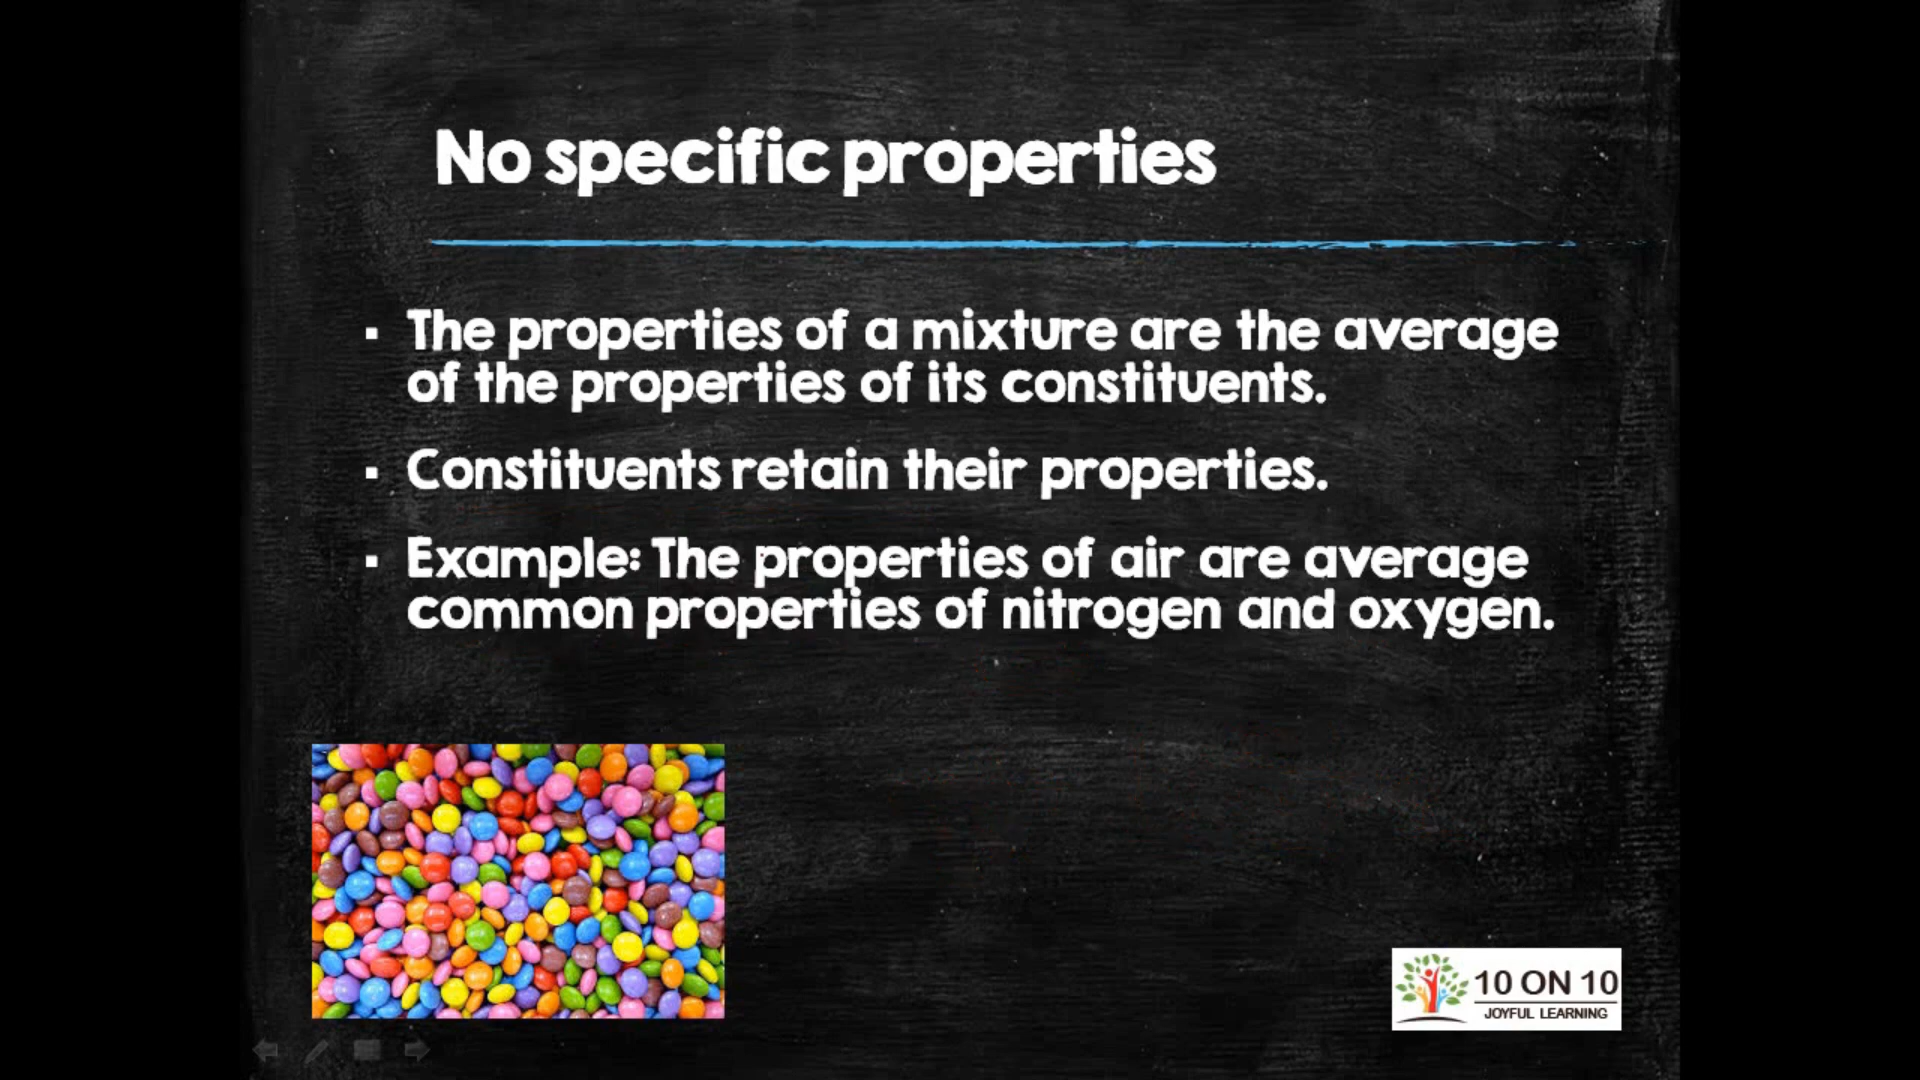 No specific properties
▪ The properties of a mixture are the average
of the properties of its constituents.
▪ Constituents retain their properties.
▪ Example: The properties of air are average
common properties of nitrogen and oxygen.
10 ON 10
JOYFUL LEARNING